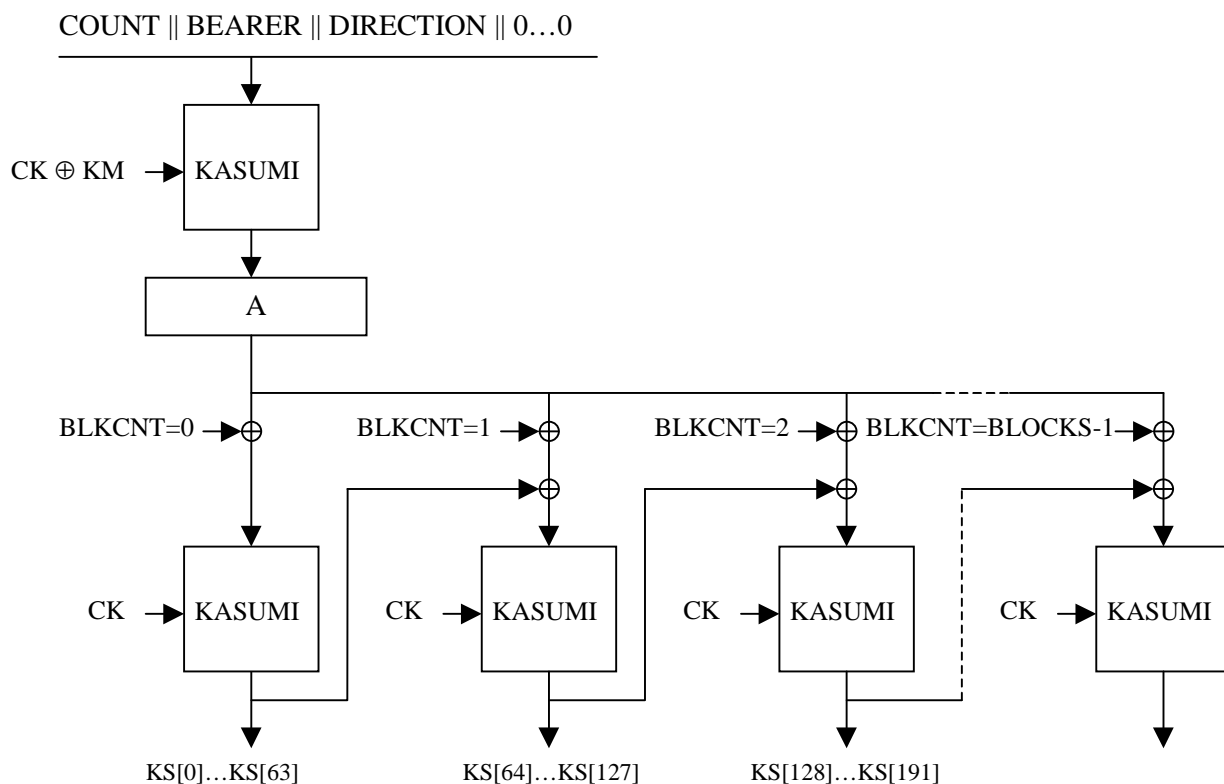 COUNT || BEARER || DIRECTION || 0…0
CK ⊕ KM
KASUMI
A
BLKCNT=0
BLKCNT=1
BLKCNT=2
BLKCNT=BLOCKS-1
CK
KASUMI
CK
KASUMI
CK
KASUMI
CK
KASUMI
KS[0]…KS[63]
KS[64]…KS[127]
KS[128]…KS[191]